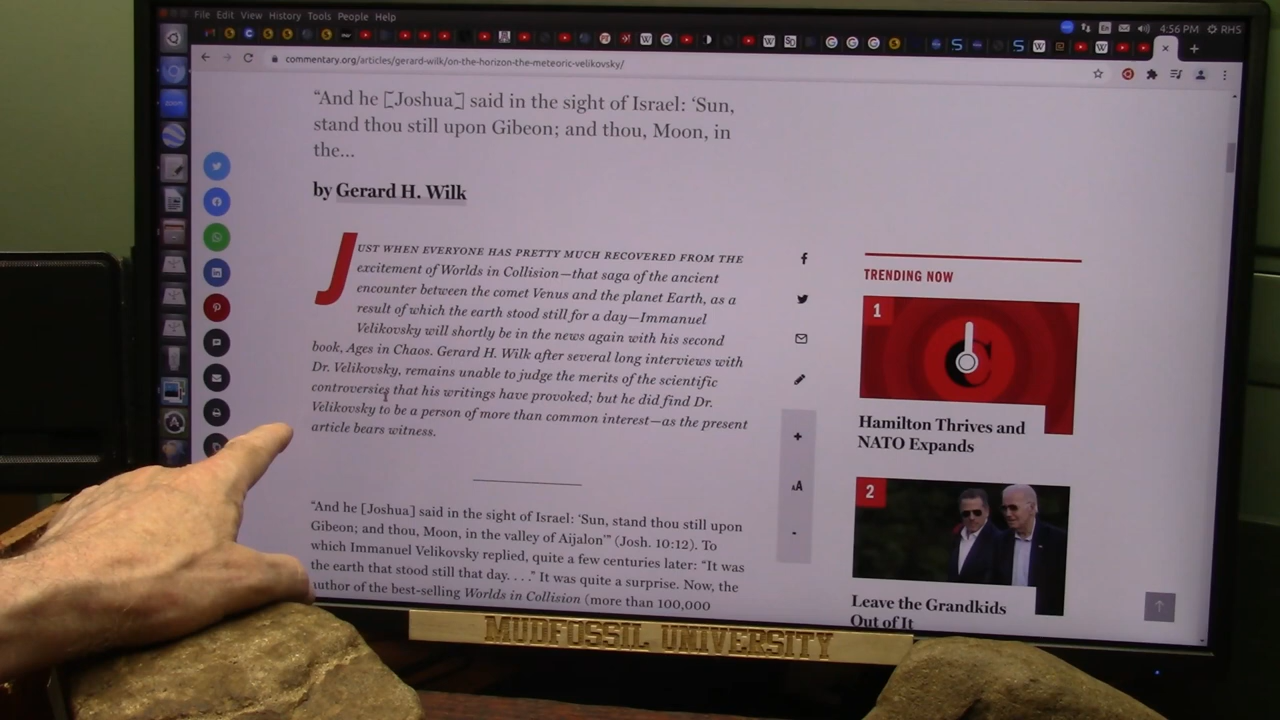 File Edit View History Tools People Help
En 4:56 PM RHS
commentary.org/articles/gerard-wilk/on-the-horizon-the-meteoric-velikovsky/
“And he [Joshua] said in the sight of Israel: ‘Sun,
stand thou still upon Gibeon; and thou, Moon, in
the...
by Gerard H. Wilk
JUST WHEN EVERYONE HAS PRETTY MUCH RECOVERED FROM THE
excitement of Worlds in Collision—that saga of the ancient
encounter between the comet Venus and the planet Earth, as a
result of which the earth stood still for a day—Immanuel
Velikovsky will shortly be in the news again with his second
book, Ages in Chaos. Gerard H. Wilk after several long interviews with
Dr. Velikovsky, remains unable to judge the merits of the scientific
controversies that his writings have provoked; but he did find Dr.
Velikovsky to be a person of more than common interest—as the present
article bears witness.
“And he [Joshua] said in the sight of Israel: ‘Sun, stand thou still upon
Gibeon; and thou, Moon, in the valley of Aijalon’” (Josh. 10:12). To
which Immanuel Velikovsky replied, quite a few centuries later: “It was
the earth that stood still that day. . . .” It was quite a surprise. Now, the
author of the best-selling Worlds in Collision (more than 100,000
+
AA
-
TRENDING NOW
1
C
Hamilton Thrives and
NATO Expands
2
Leave the Grandkids
Out of It
zoom
MUDFOSSIL UNIVERSITY